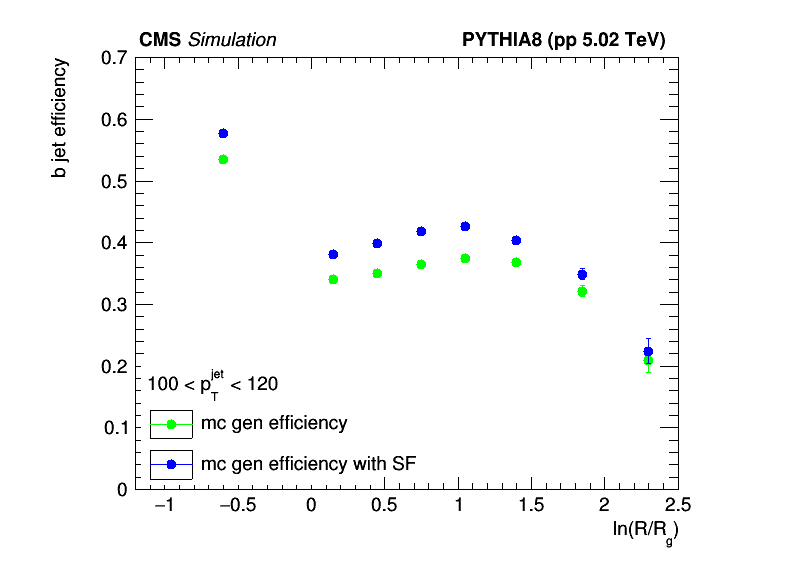 CMS Simulation PYTHIA8 (pp 5.02 TeV)
b jet efficiency
0.7
0.6
0.5
0.4
0.3
0.2
0.1
0
100 < p_T^jet < 120
mc gen efficiency
mc gen efficiency with SF
−1 −0.5 0 0.5 1 1.5 2 2.5
ln(R/R_g)